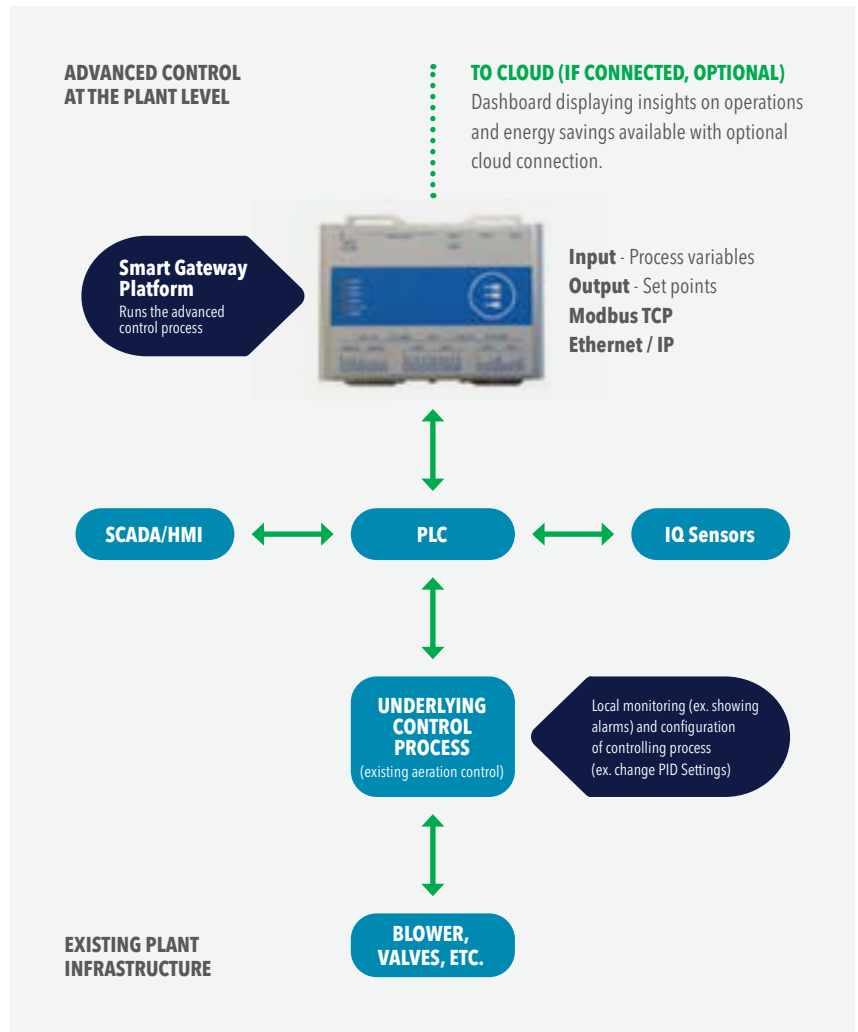 ADVANCED CONTROL
AT THE PLANT LEVEL
TO CLOUD (IF CONNECTED, OPTIONAL)
Dashboard displaying insights on operations
and energy savings available with optional
cloud connection.
Smart Gateway
Platform
Runs the advanced
control process
Input - Process variables
Output - Set points
Modbus TCP
Ethernet / IP
SCADA/HMI
PLC
IQ Sensors
UNDERLYING
CONTROL
PROCESS
(existing aeration control)
Local monitoring (ex. showing
alarms) and configuration
of controlling process
(ex. change PID Settings)
EXISTING PLANT
INFRASTRUCTURE
BLOWER,
VALVES, ETC.